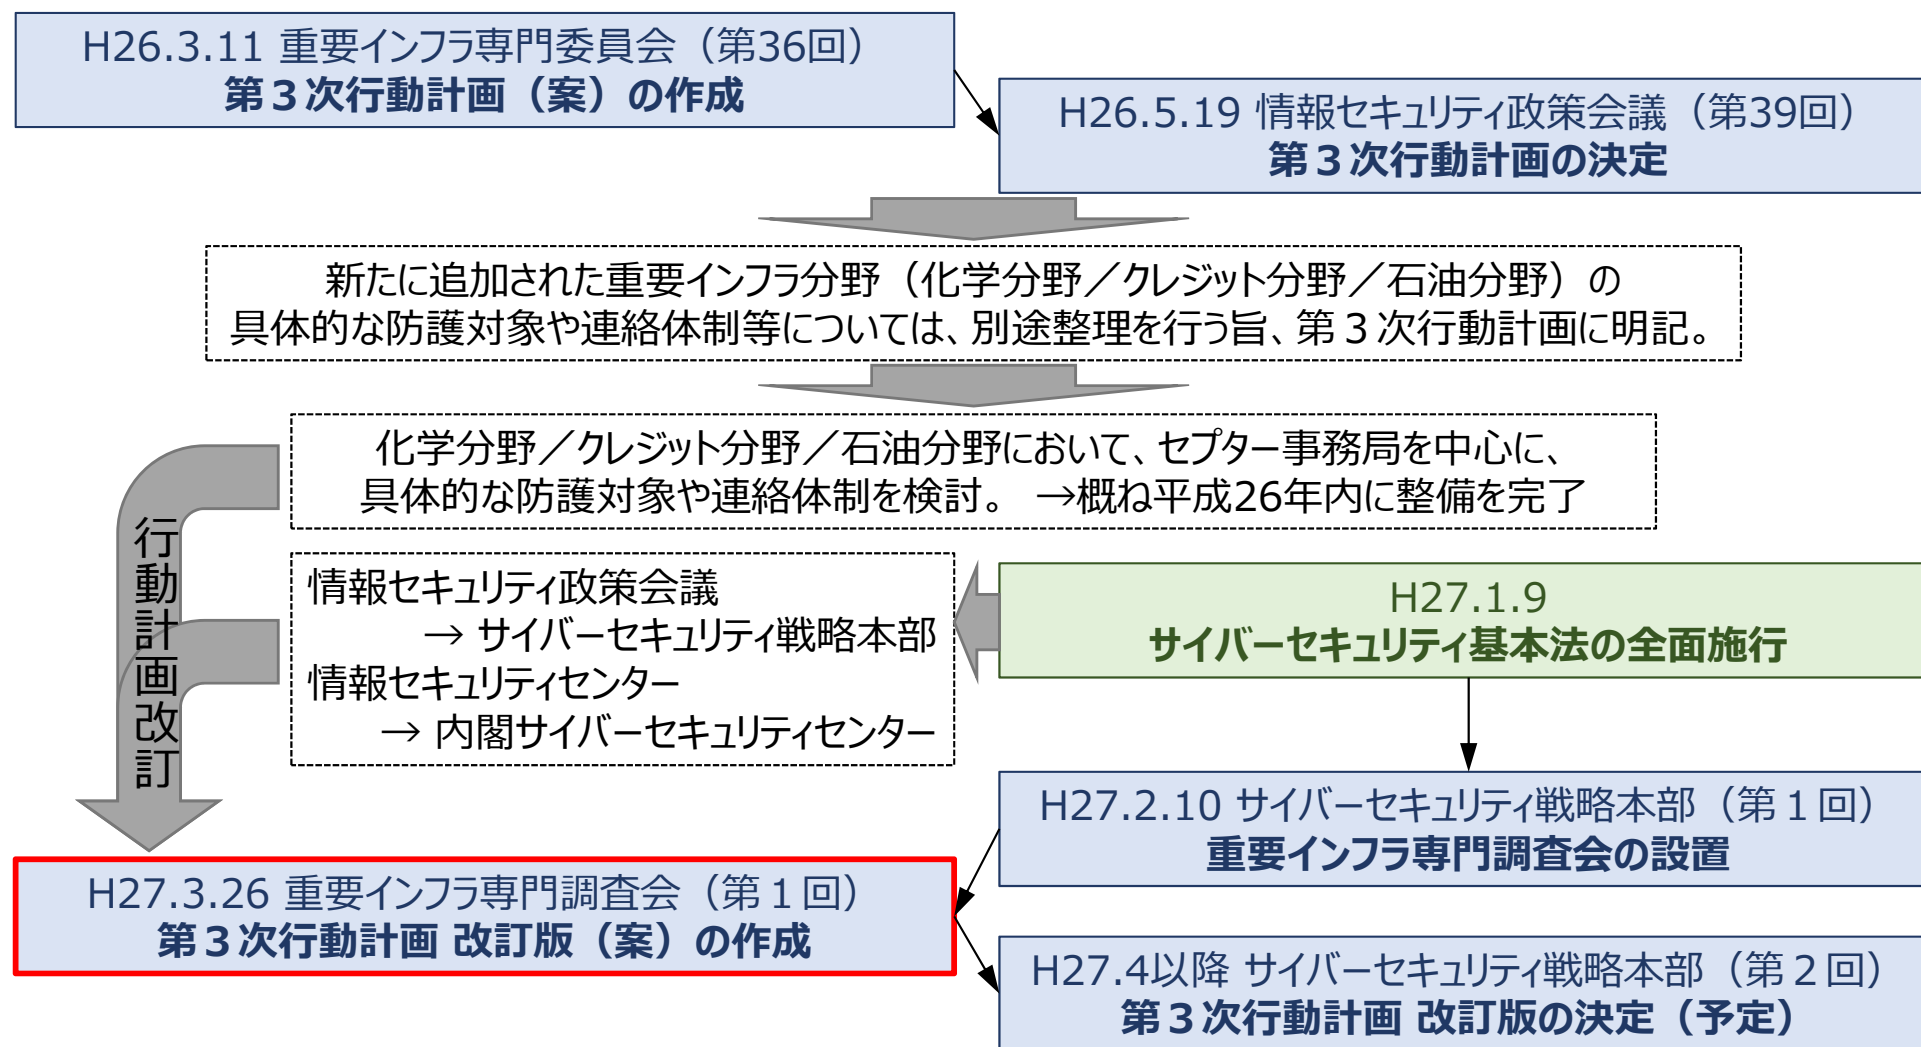 H26.3.11 重要インフラ専門委員会（第36回）
第３次行動計画（案）の作成
H26.5.19 情報セキュリティ政策会議（第39回）
第３次行動計画の決定
新たに追加された重要インフラ分野（化学分野／クレジット分野／石油分野）の
具体的な防護対象や連絡体制等については、別途整理を行う旨、第３次行動計画に明記。
化学分野／クレジット分野／石油分野において、セプター事務局を中心に、
具体的な防護対象や連絡体制を検討。 →概ね平成26年内に整備を完了
行動計画改訂
情報セキュリティ政策会議
→ サイバーセキュリティ戦略本部
情報セキュリティセンター
→ 内閣サイバーセキュリティセンター
H27.1.9
サイバーセキュリティ基本法の全面施行
H27.2.10 サイバーセキュリティ戦略本部（第１回）
重要インフラ専門調査会の設置
H27.3.26 重要インフラ専門調査会（第１回）
第３次行動計画 改訂版（案）の作成
H27.4以降 サイバーセキュリティ戦略本部（第２回）
第３次行動計画 改訂版の決定（予定）